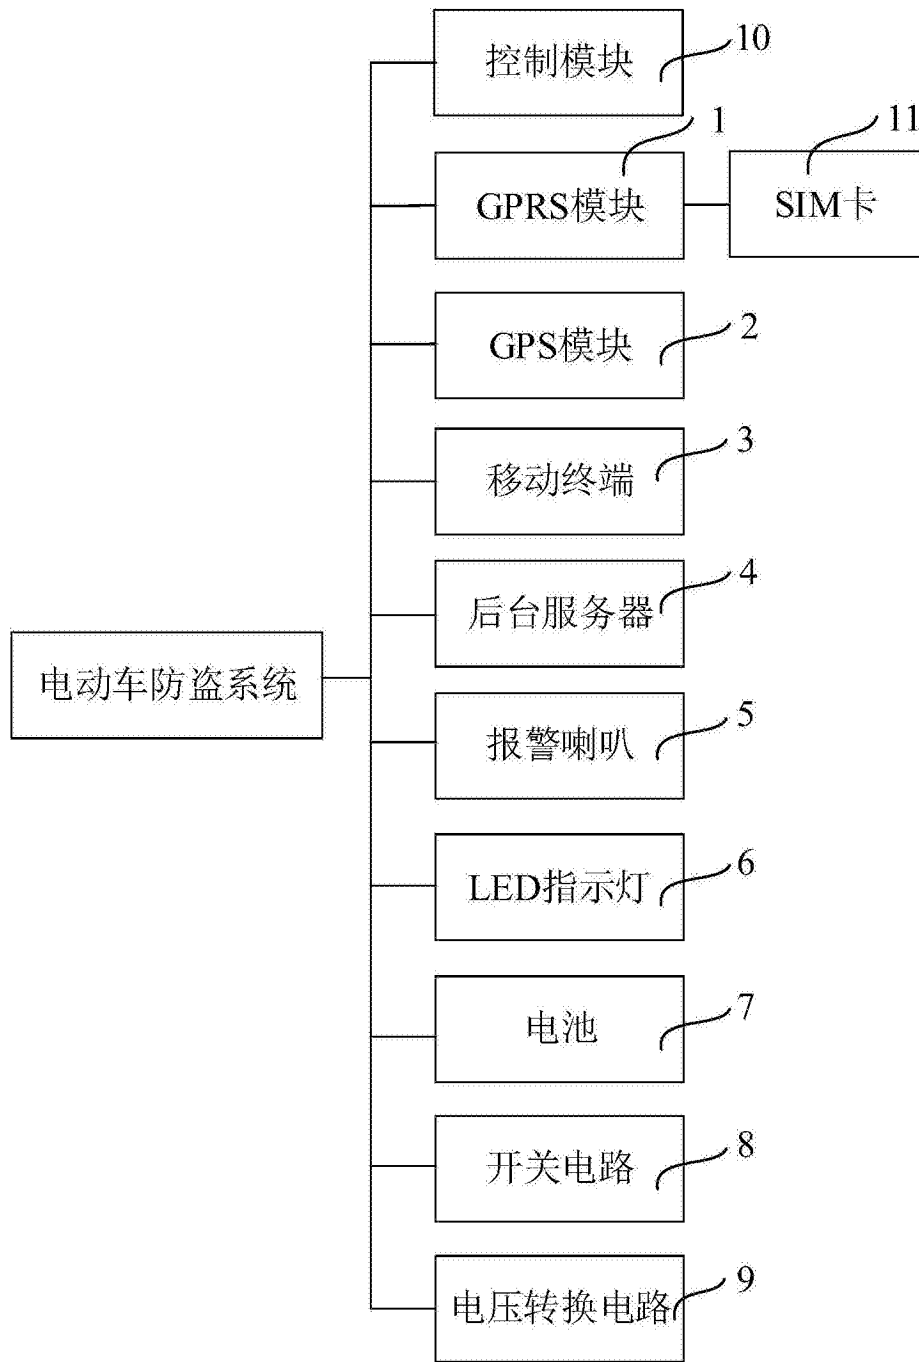 控制模块
10
GPRS模块
1
SIM卡
11
GPS模块
2
移动终端
3
后台服务器
4
电动车防盗系统
报警喇叭
5
LED指示灯
6
电池
7
开关电路
8
电压转换电路
9